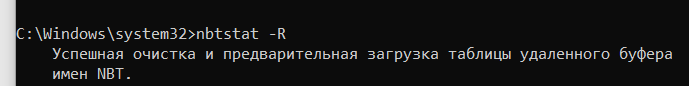 C:\Windows\system32>nbtstat -R
Успешная очистка и предварительная загрузка таблицы удаленного буфера
имен NBT.